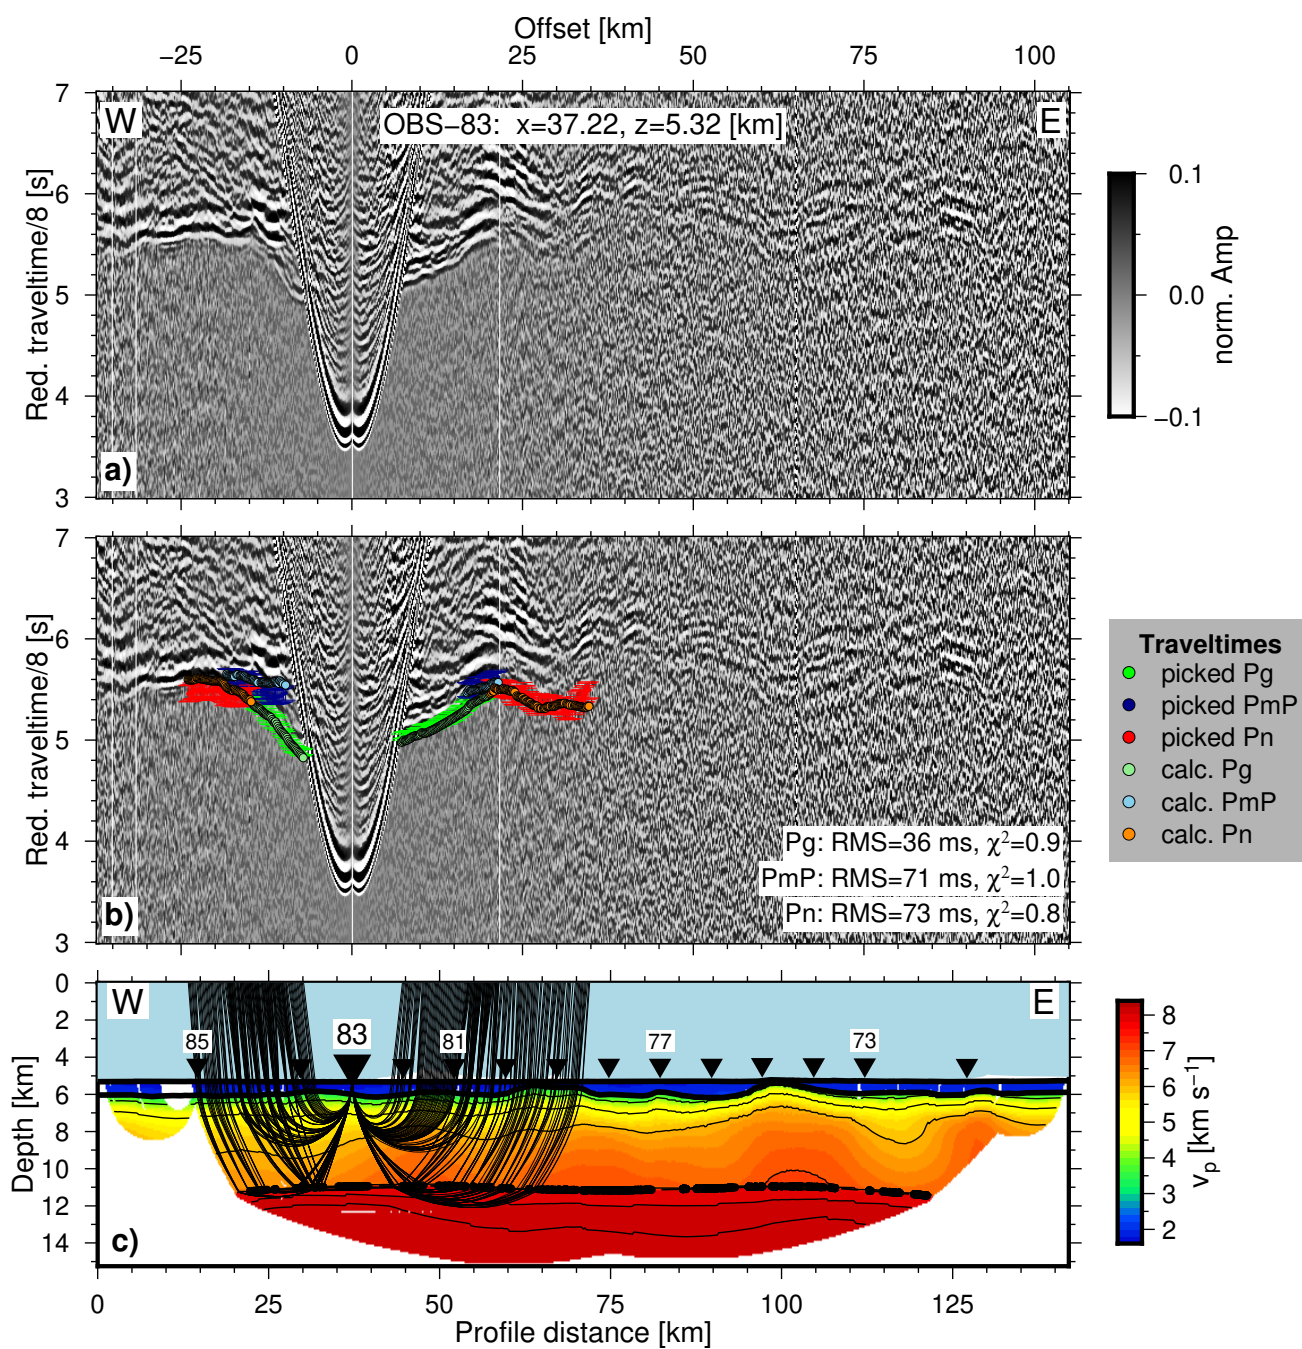 Offset [km]
−25 0 25 50 75 100
7
6
5
4
3
Red. traveltime/8 [s]
W
OBS−83: x=37.22, z=5.32 [km]
E
a)
0.1
0.0
−0.1
norm. Amp
7
6
5
4
3
Red. traveltime/8 [s]
b)
Pg: RMS=36 ms, χ²=0.9
PmP: RMS=71 ms, χ²=1.0
Pn: RMS=73 ms, χ²=0.8
Traveltimes
picked Pg
picked PmP
picked Pn
calc. Pg
calc. PmP
calc. Pn
0
2
4
6
8
10
12
14
Depth [km]
W
E
85 83 81 77 73
c)
8
7
6
5
4
3
2
vp [km s⁻¹]
0 25 50 75 100 125
Profile distance [km]